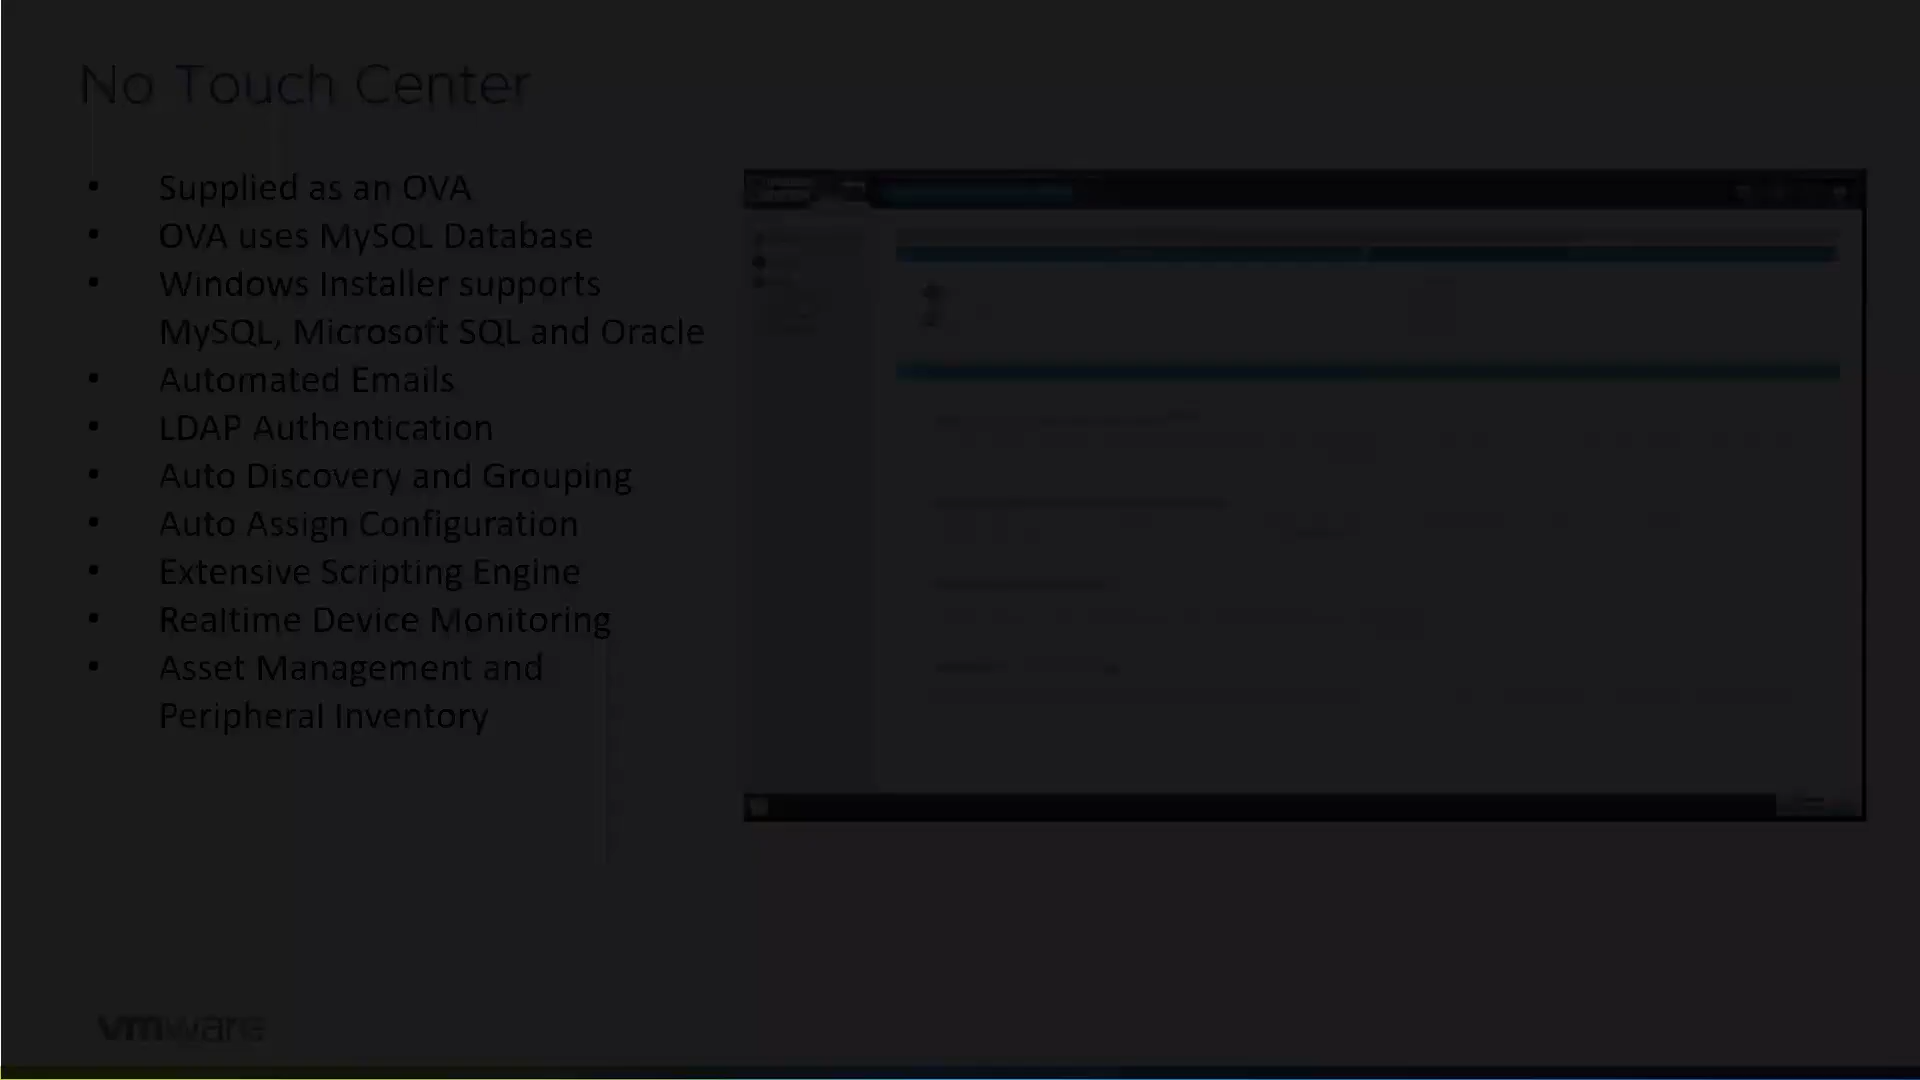 No Touch Center
• Supplied as an OVA
• OVA uses MySQL Database
• Windows Installer supports
MySQL, Microsoft SQL and Oracle
• Automated Emails
• LDAP Authentication
• Auto Discovery and Grouping
• Auto Assign Configuration
• Extensive Scripting Engine
• Realtime Device Monitoring
• Asset Management and
Peripheral Inventory
vmware